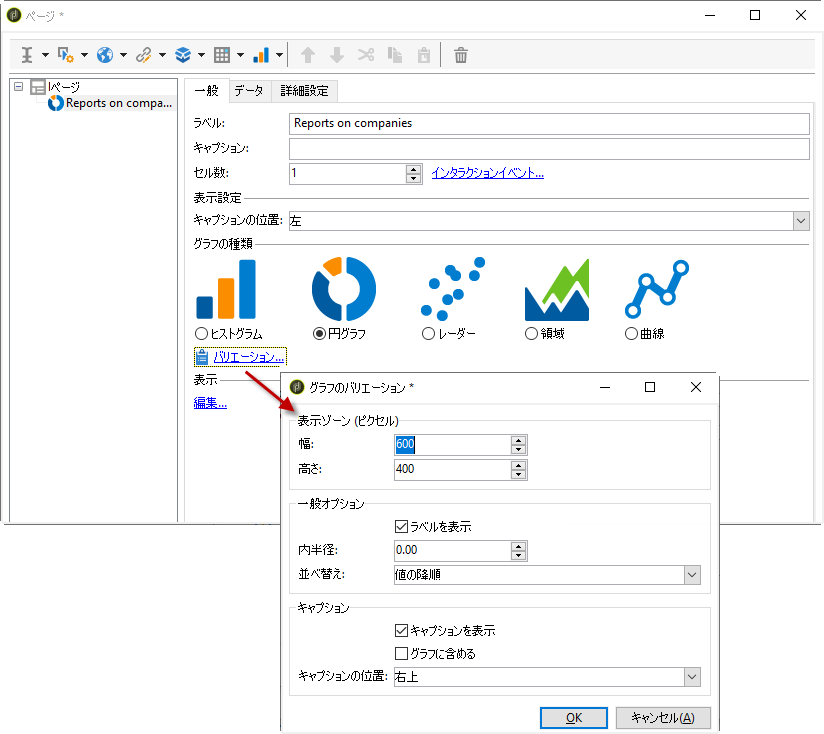 ページ *
ページ
Reports on compa...
一般 データ 詳細設定
ラベル: Reports on companies
キャプション:
セル数: 1 インタラクションイベント...
表示設定
キャプションの位置: 左
グラフの種類
ヒストグラム 円グラフ レーダー 領域 曲線
バリエーション...
表示
編集...
グラフのバリエーション *
表示ゾーン (ピクセル)
幅: 600
高さ: 400
一般オプション
ラベルを表示
内半径: 0.00
並べ替え: 値の降順
キャプション
キャプションを表示
グラフに含める
キャプションの位置: 右上
OK キャンセル(A)